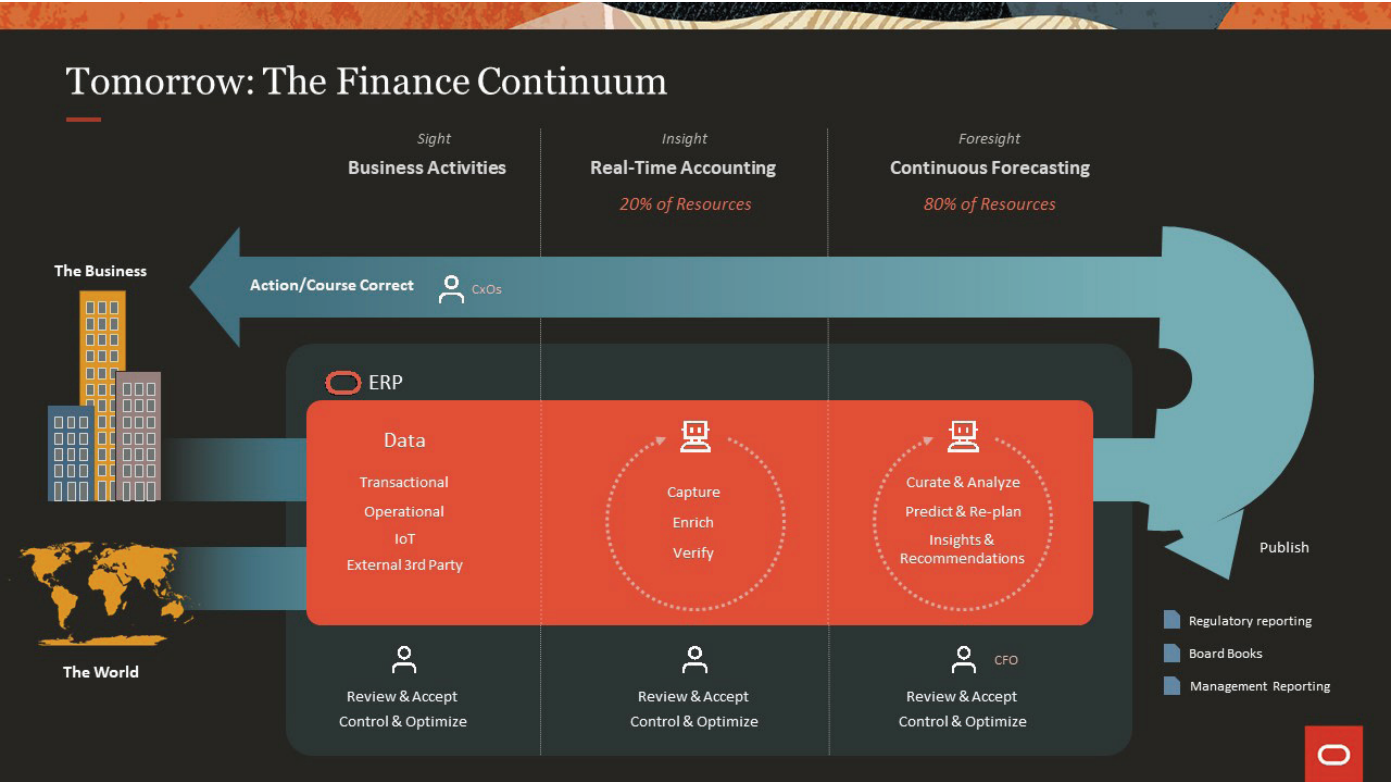 Tomorrow: The Finance Continuum
Sight
Business Activities
Insight
Real-Time Accounting
20% of Resources
Foresight
Continuous Forecasting
80% of Resources
The Business
Action/Course Correct
CxOs
ERP
Data
Transactional
Operational
IoT
External 3rd Party
Capture
Enrich
Verify
Curate & Analyze
Predict & Re-plan
Insights &
Recommendations
The World
Review & Accept
Control & Optimize
Review & Accept
Control & Optimize
CFO
Review & Accept
Control & Optimize
Publish
Regulatory reporting
Board Books
Management Reporting